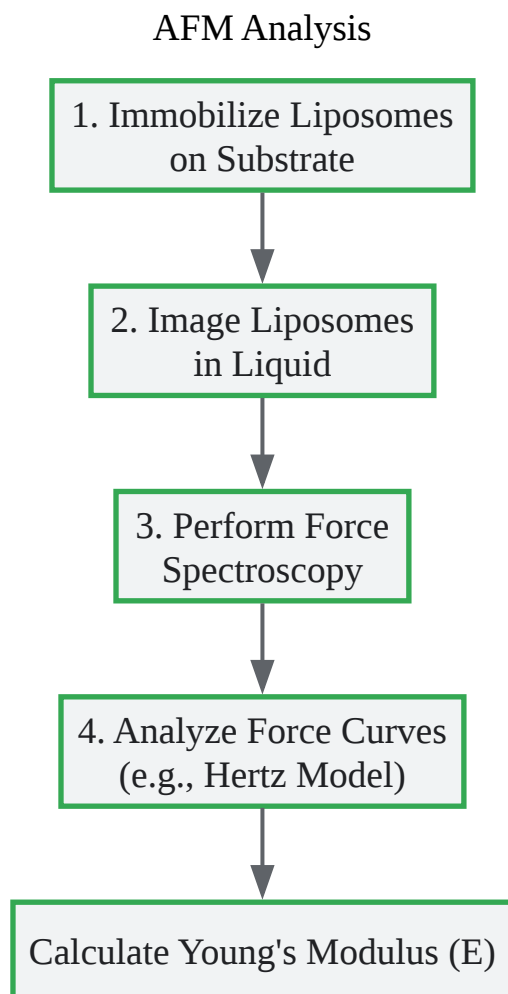 AFM Analysis
1. Immobilize Liposomes
on Substrate
2. Image Liposomes
in Liquid
3. Perform Force
Spectroscopy
4. Analyze Force Curves
(e.g., Hertz Model)
Calculate Young's Modulus (E)